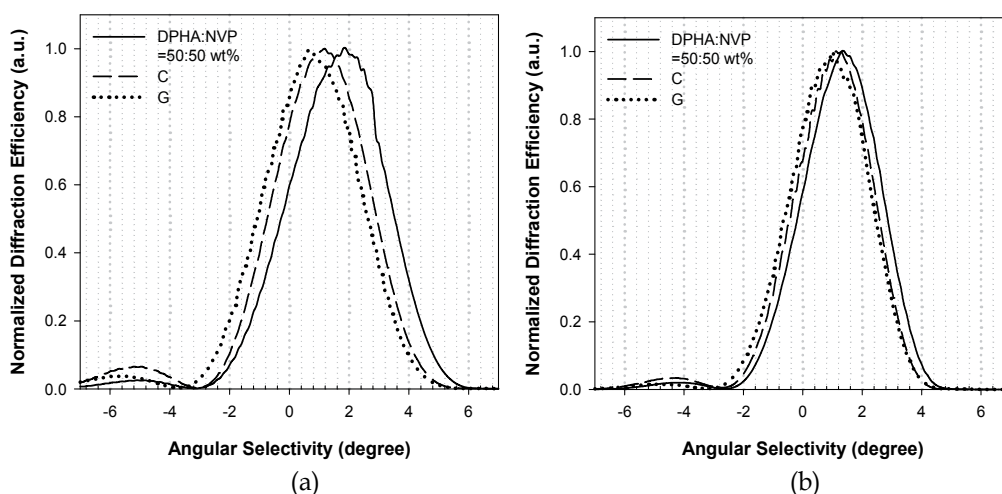 Normalized Diffraction Efficiency (a.u.)
1.0
0.8
0.6
0.4
0.2
0.0
DPHA:NVP
=50:50 wt%
C
G
-6 -4 -2 0 2 4 6
Angular Selectivity (degree)
(a)
Normalized Diffraction Efficiency (a.u.)
1.0
0.8
0.6
0.4
0.2
0.0
DPHA:NVP
=50:50 wt%
C
G
-6 -4 -2 0 2 4 6
Angular Selectivity (degree)
(b)